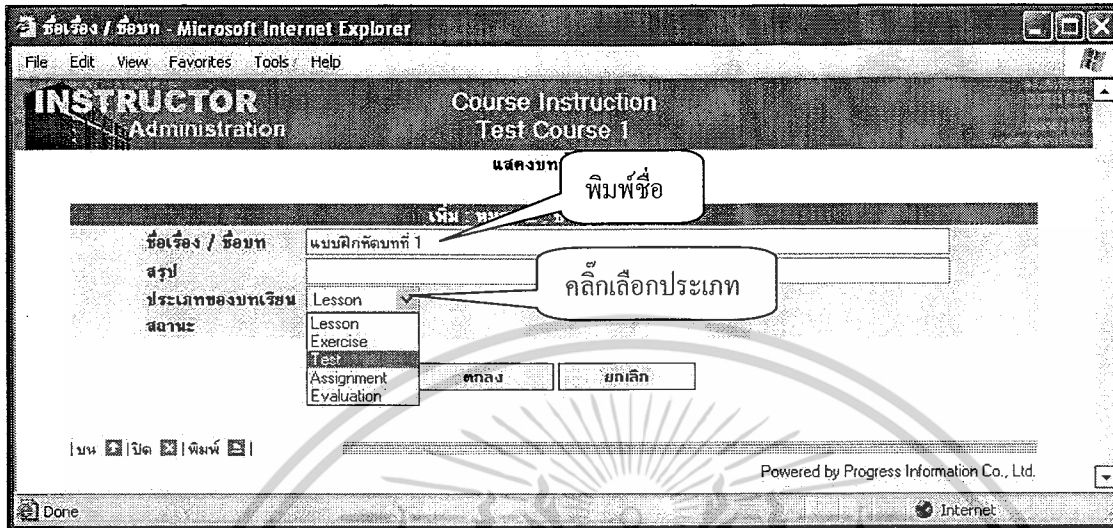 ชื่อเรื่อง / ชื่อบท - Microsoft Internet Explorer
File Edit View Favorites Tools Help
INSTRUCTOR
Administration
Course Instruction
Test Course 1
แสดงบท
พิมพ์ชื่อ
เพิ่ม :
ชื่อเรื่อง / ชื่อบท แบบฝึกหัดบทที่ 1
สรุป
คลิ๊กเลือกประเภท
ประเภทของบทเรียน Lesson
สถานะ
Lesson
Exercise
Test
Assignment
Evaluation
ตกลง ยกเลิก
|บน |ปิด |พิมพ์ |
Powered by Progress Information Co., Ltd.
Done Internet